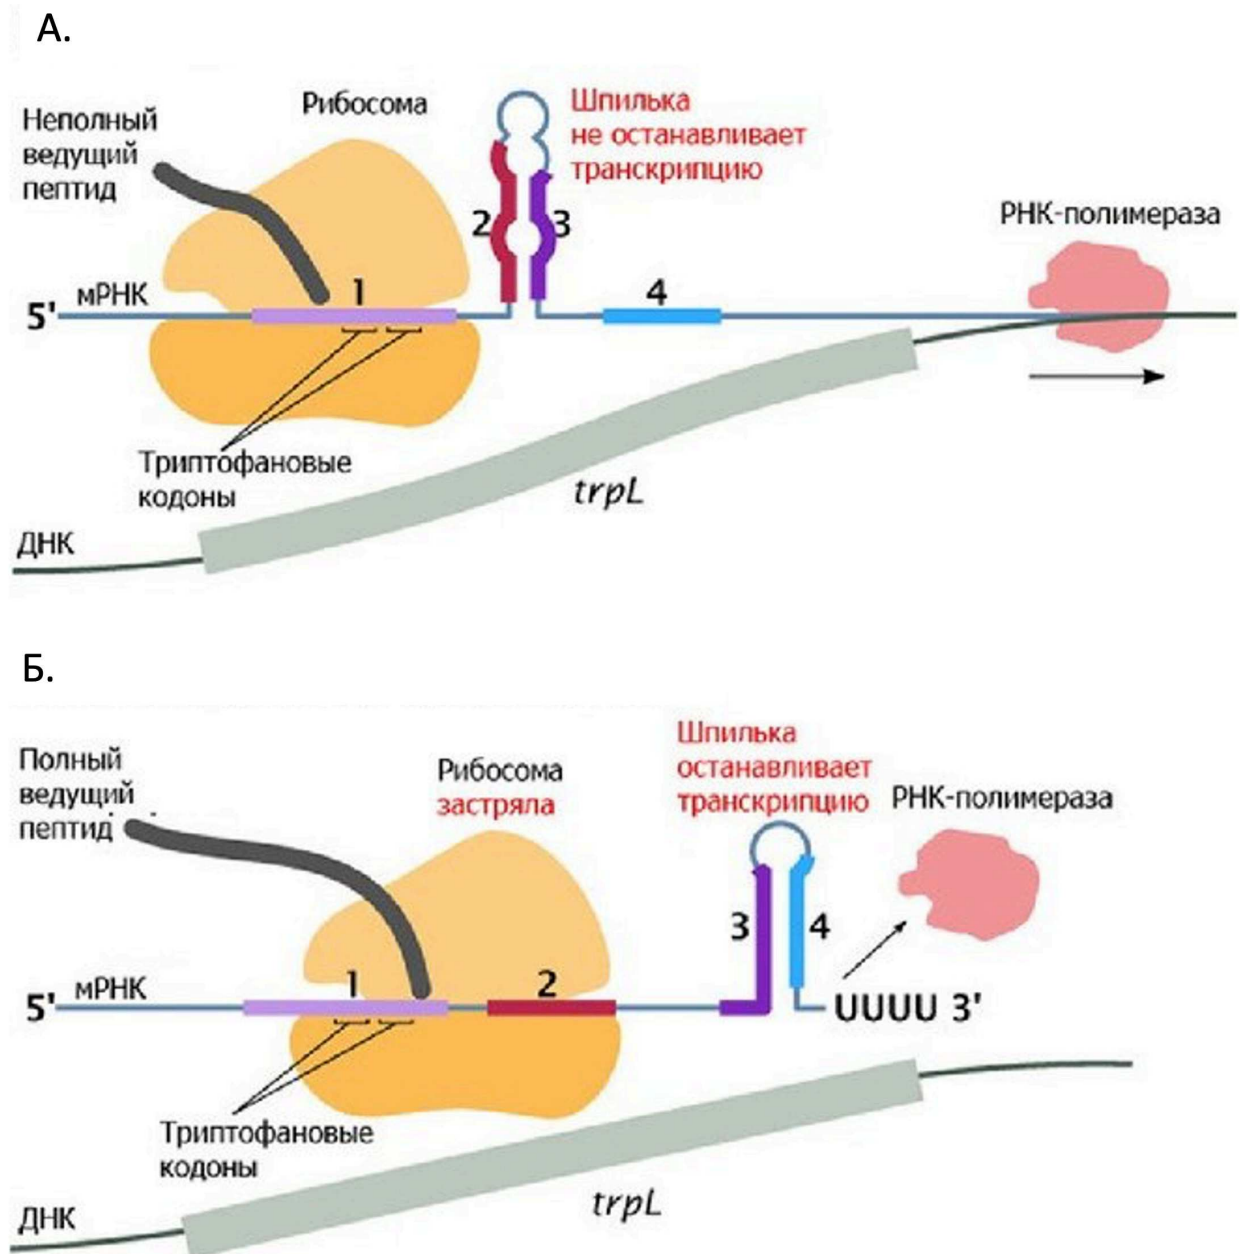 А.
Неполный
ведущий
пептид
Рибосома
Шпилька
не останавливает
транскрипцию
РНК-полимераза
2
3
5'
мРНК
1
4
Триптофановые
кодоны
trpL
ДНК
Б.
Полный
ведущий
пептид
Рибосома
застряла
Шпилька
останавливает
транскрипцию
РНК-полимераза
3
4
5'
мРНК
1
2
UUUU 3'
Триптофановые
кодоны
trpL
ДНК